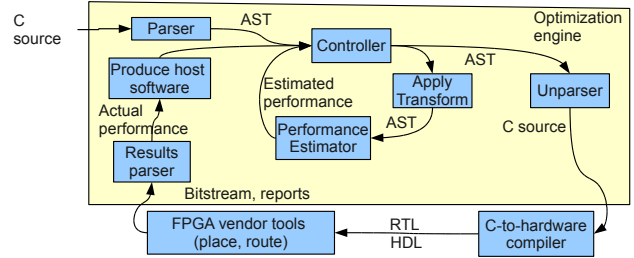 C
source
AST
Parser
Optimization
engine
Controller
AST
Produce host
software
Estimated
performance
Apply
Transform
Unparser
Actual
performance
AST
Performance
Estimator
C source
Results
parser
Bitstream, reports
FPGA vendor tools
(place, route)
RTL
HDL
C-to-hardware
compiler